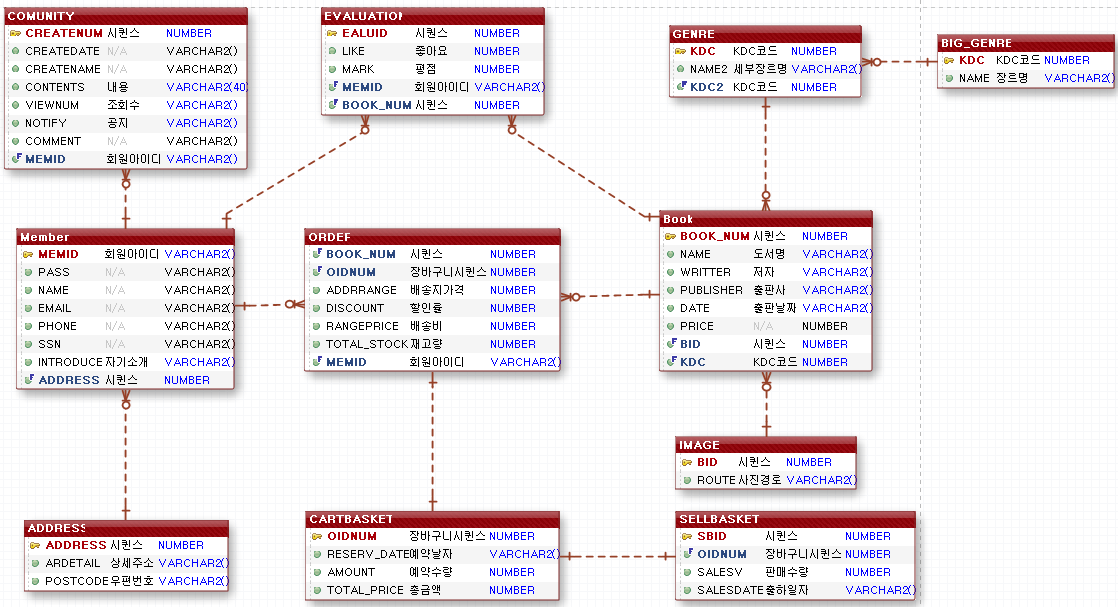 COMUNITY
CREATENUM 시퀀스 NUMBER
CREATEDATE N/A VARCHAR2()
CREATENAME N/A VARCHAR2()
CONTENTS 내용 VARCHAR2(40)
VIEWNUM 조회수 VARCHAR2()
NOTIFY 공지 VARCHAR2()
COMMENT N/A VARCHAR2()
MEMID 회원아이디 VARCHAR2()
EVALUATION
EALUID 시퀀스 NUMBER
LIKE 좋아요 NUMBER
MARK 평점 NUMBER
MEMID 회원아이디 VARCHAR2()
BOOK_NUM 시퀀스 NUMBER
GENRE
KDC KDC코드 NUMBER
NAME2 세부장르명 VARCHAR2()
KDC2 KDC코드 NUMBER
BIG_GENRE
KDC KDC코드 NUMBER
NAME 장르명 VARCHAR2()
Member
MEMID 회원아이디 VARCHAR2()
PASS N/A VARCHAR2()
NAME N/A VARCHAR2()
EMAIL N/A VARCHAR2()
PHONE N/A VARCHAR2()
SSN N/A VARCHAR2()
INTRODUCE 자기소개 VARCHAR2()
ADDRESS 시퀀스 NUMBER
ORDEF
BOOK_NUM 시퀀스 NUMBER
OIDNUM 장바구니시퀀스 NUMBER
ADDRRANGE 배송지가격 NUMBER
DISCOUNT 할인률 NUMBER
RANGEPRICE 배송비 NUMBER
TOTAL_STOCK 재고량 NUMBER
MEMID 회원아이디 VARCHAR2()
Book
BOOK_NUM 시퀀스 NUMBER
NAME 도서명 VARCHAR2()
WRITTER 저자 VARCHAR2()
PUBLISHER 출판사 VARCHAR2()
DATE 출판날짜 VARCHAR2()
PRICE N/A NUMBER
BID 시퀀스 NUMBER
KDC KDC코드 NUMBER
IMAGE
BID 시퀀스 NUMBER
ROUTE 사진경로 VARCHAR2()
ADDRESS
ADDRESS 시퀀스 NUMBER
ARDETAIL 상세주소 VARCHAR2()
POSTCODE 우편번호 VARCHAR2()
CARTBASKET
OIDNUM 장바구니시퀀스 NUMBER
RESERV_DATE 예약날자 VARCHAR2()
AMOUNT 예약수량 NUMBER
TOTAL_PRICE 총금액 NUMBER
SELLBASKET
SBID 시퀀스 NUMBER
OIDNUM 장바구니시퀀스 NUMBER
SALESV 판매수량 NUMBER
SALESDATE 출하일자 VARCHAR2()